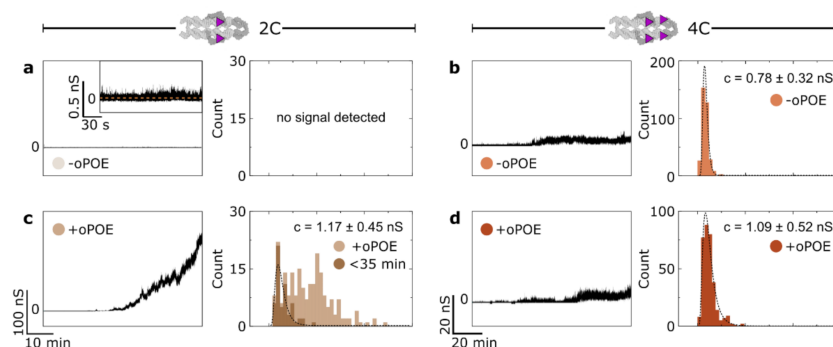 2C
4C
a
0.5 nS
0
30 s
0
-oPOE
Count
30
15
0
no signal detected
b
0
-oPOE
Count
200
100
0
c = 0.78 ± 0.32 nS
-oPOE
c
+oPOE
0
100 nS
10 min
Count
30
15
0
c = 1.17 ± 0.45 nS
+oPOE
<35 min
d
+oPOE
0
20 nS
20 min
Count
100
50
0
c = 1.09 ± 0.52 nS
+oPOE